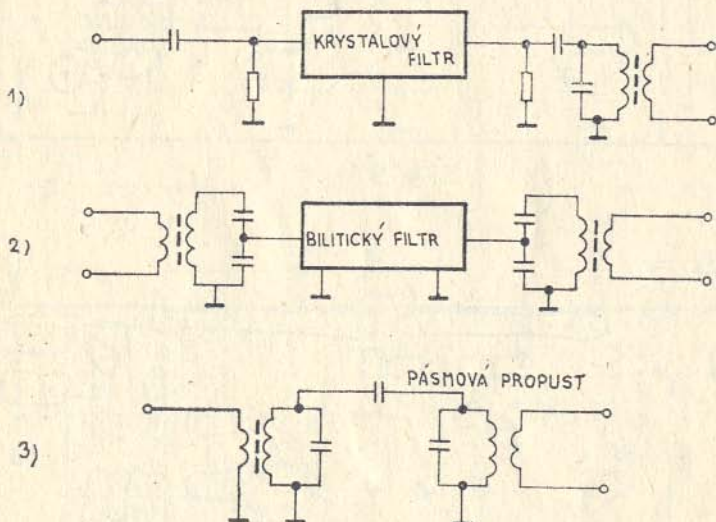 KRYSTALOVÝ
FILTR
1)
2)
BILITICKÝ FILTR
PÁSMOVÁ PROPUST
3)